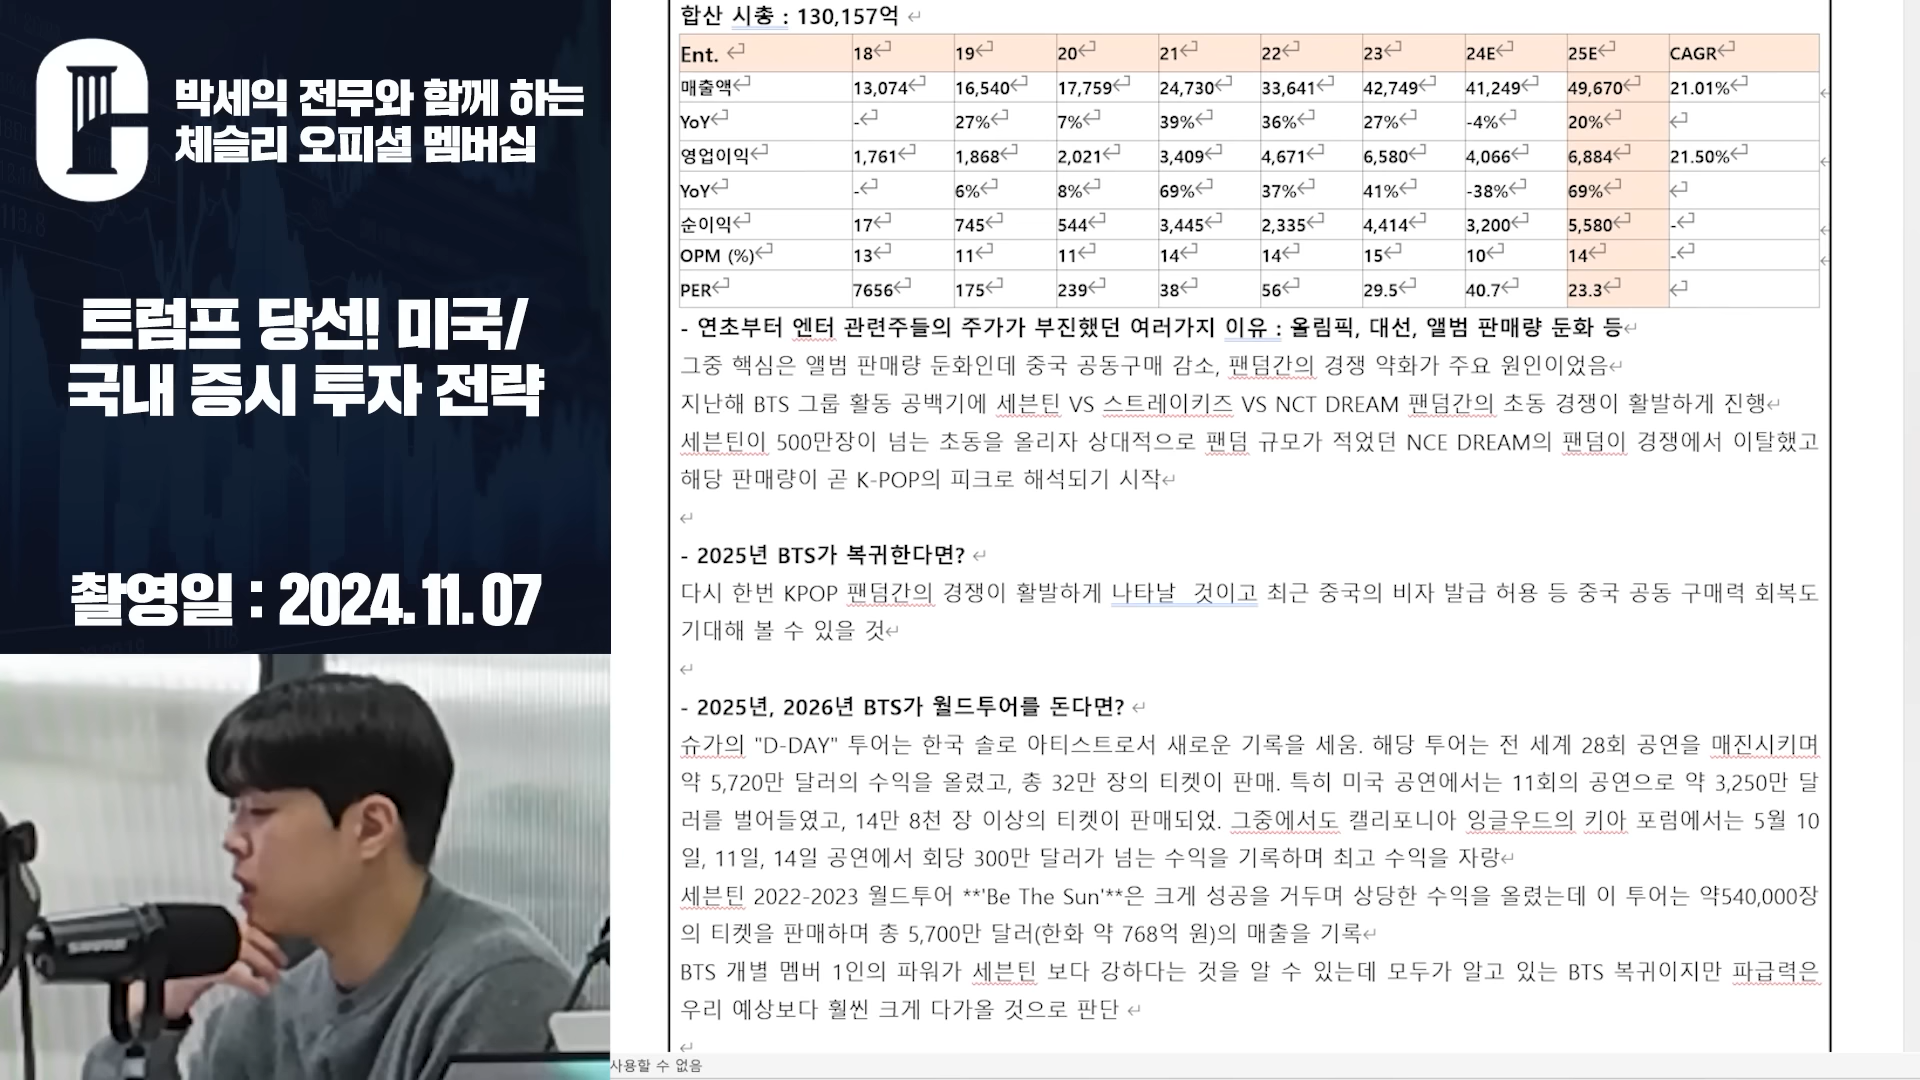 박세익 전무와 함께 하는
체슬리 오피셜 멤버십
트럼프 당선! 미국/
국내 증시 투자 전략
촬영일 : 2024. 11. 07
합산 시총 : 130,157억
Ent. 18 19 20 21 22 23 24E 25E CAGR
매출액 13,074 16,540 17,759 24,730 33,641 42,749 41,249 49,670 21.01%
YoY - 27% 7% 39% 36% 27% -4% 20%
영업이익 1,761 1,868 2,021 3,409 4,671 6,580 4,066 6,884 21.50%
YoY - 6% 8% 69% 37% 41% -38% 69%
순이익 17 745 544 3,445 2,335 4,414 3,200 5,580 -
OPM (%) 13 11 11 14 14 15 10 14 -
PER 7656 175 239 38 56 29.5 40.7 23.3
- 연초부터 엔터 관련주들의 주가가 부진했던 여러가지 이유 : 올림픽, 대선, 앨범 판매량 둔화 등
그중 핵심은 앨범 판매량 둔화인데 중국 공동구매 감소, 팬덤간의 경쟁 약화가 주요 원인이었음
지난해 BTS 그룹 활동 공백기에 세븐틴 VS 스트레이키즈 VS NCT DREAM 팬덤간의 초동 경쟁이 활발하게 진행
세븐틴이 500만장이 넘는 초동을 올리자 상대적으로 팬덤 규모가 적었던 NCE DREAM의 팬덤이 경쟁에서 이탈했고
해당 판매량이 곧 K-POP의 피크로 해석되기 시작
- 2025년 BTS가 복귀한다면?
다시 한번 KPOP 팬덤간의 경쟁이 활발하게 나타날 것이고 최근 중국의 비자 발급 허용 등 중국 공동 구매력 회복도
기대해 볼 수 있을 것
- 2025년, 2026년 BTS가 월드투어를 돈다면?
슈가의 "D-DAY" 투어는 한국 솔로 아티스트로서 새로운 기록을 세움. 해당 투어는 전 세계 28회 공연을 매진시키며
약 5,720만 달러의 수익을 올렸고, 총 32만 장의 티켓이 판매. 특히 미국 공연에서는 11회의 공연으로 약 3,250만 달
러를 벌어들였고, 14만 8천 장 이상의 티켓이 판매되었. 그중에서도 캘리포니아 잉글우드의 키아 포럼에서는 5월 10
일, 11일, 14일 공연에서 회당 300만 달러가 넘는 수익을 기록하며 최고 수익을 자랑
세븐틴 2022-2023 월드투어 **'Be The Sun'**은 크게 성공을 거두며 상당한 수익을 올렸는데 이 투어는 약540,000장
의 티켓을 판매하며 총 5,700만 달러(한화 약 768억 원)의 매출을 기록
BTS 개별 멤버 1인의 파워가 세븐틴 보다 강하다는 것을 알 수 있는데 모두가 알고 있는 BTS 복귀이지만 파급력은
우리 예상보다 훨씬 크게 다가올 것으로 판단
사용할 수 없음